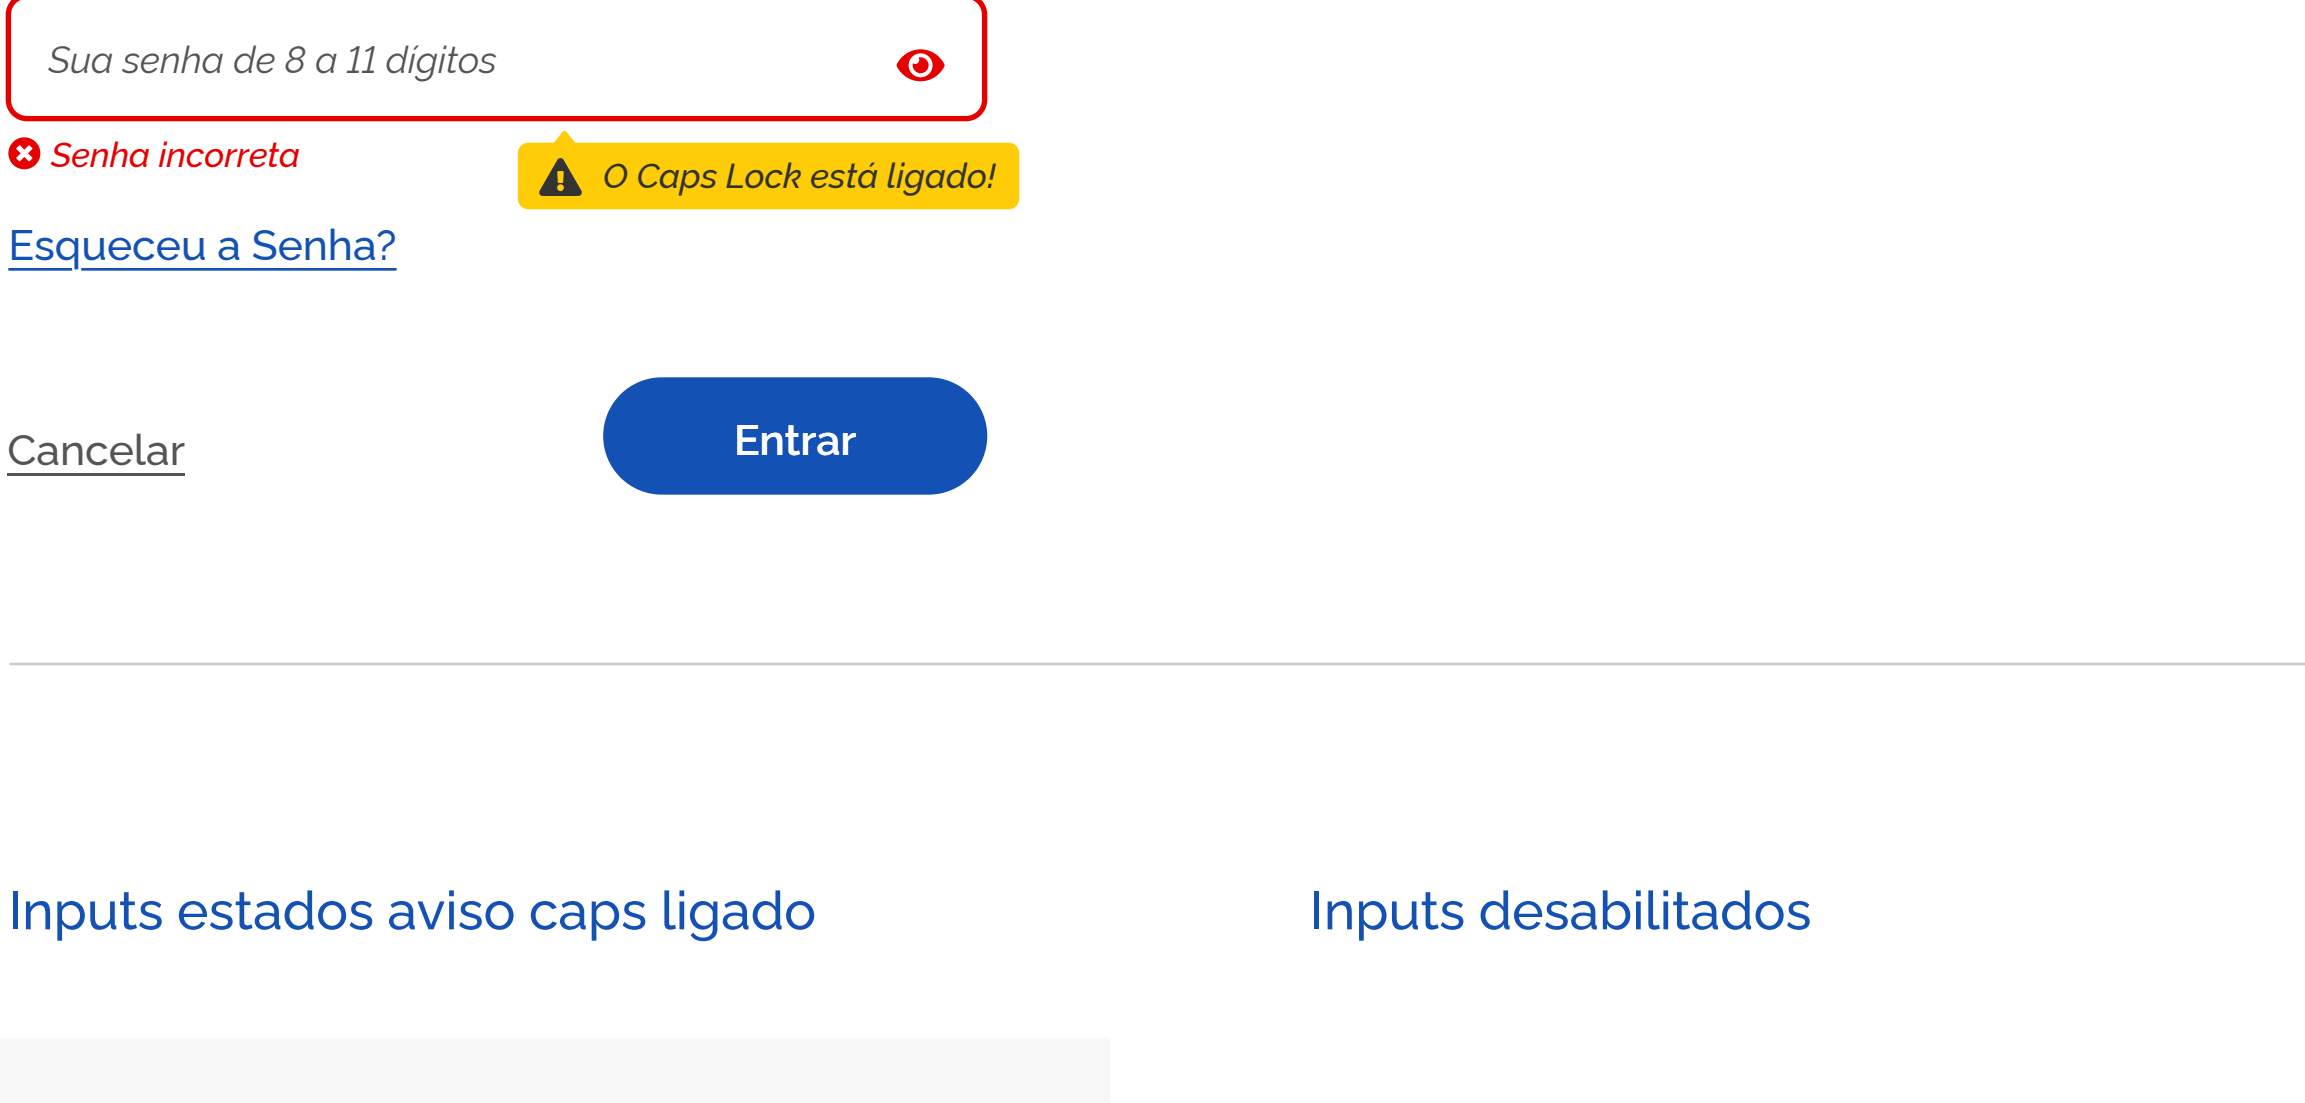 Sua senha de 8 a 11 dígitos
Senha incorreta
O Caps Lock está ligado!
Esqueceu a Senha?
Cancelar
Entrar
Inputs estados aviso caps ligado
Inputs desabilitados